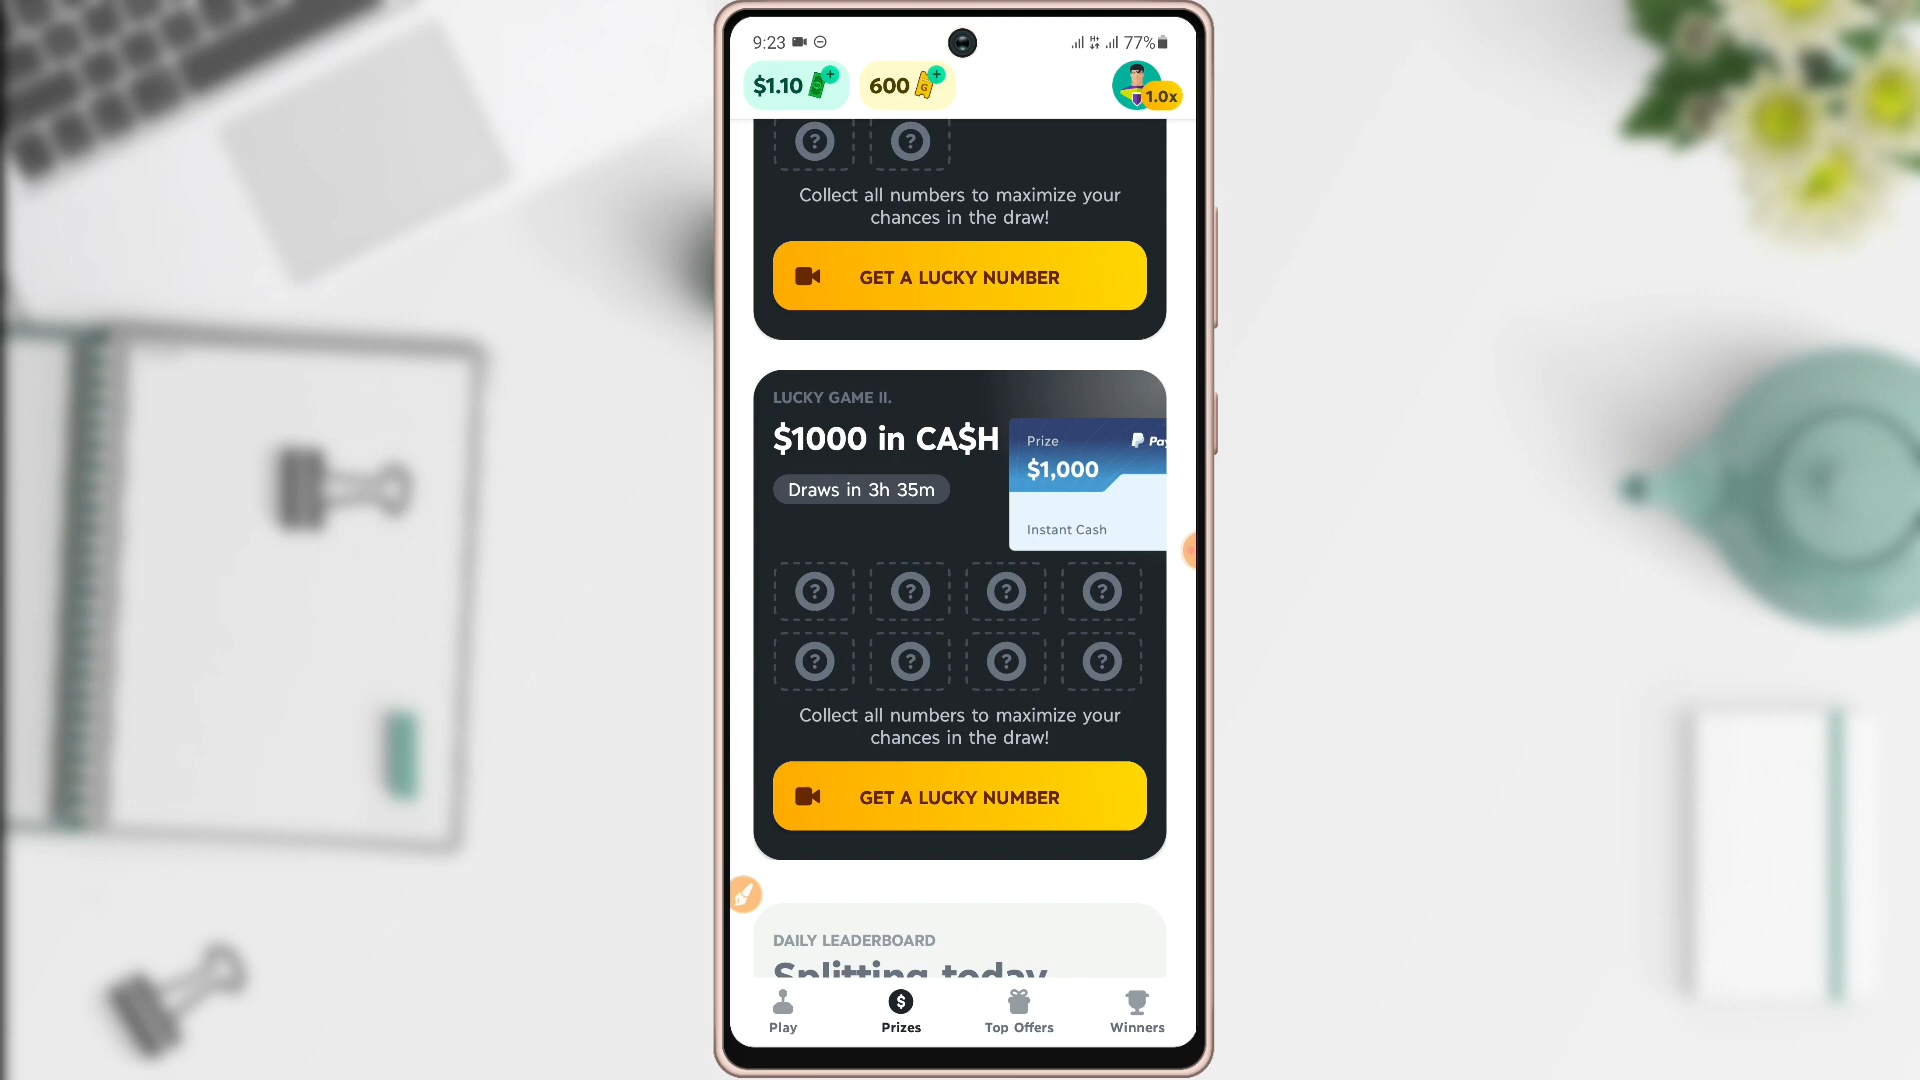 9:23 77%
$1.10 600 G 1.0x
? ?
Collect all numbers to maximize your
chances in the draw!
GET A LUCKY NUMBER
LUCKY GAME II.
$1000 in CA$H
Draws in 3h 35m
Prize
$1,000
Instant Cash
? ? ? ?
? ? ? ?
Collect all numbers to maximize your
chances in the draw!
GET A LUCKY NUMBER
DAILY LEADERBOARD
Splitting today
Play Prizes Top Offers Winners